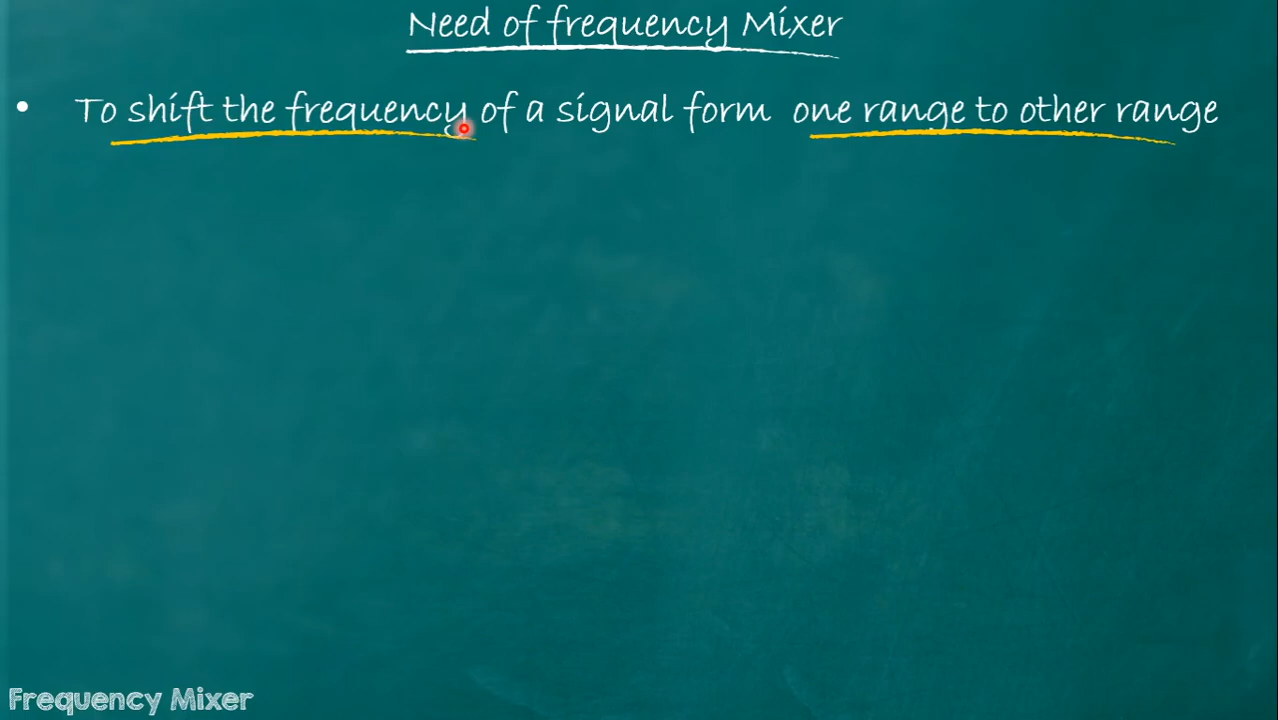 Need of frequency Mixer
• To shift the frequency of a signal form one range to other range
Frequency Mixer